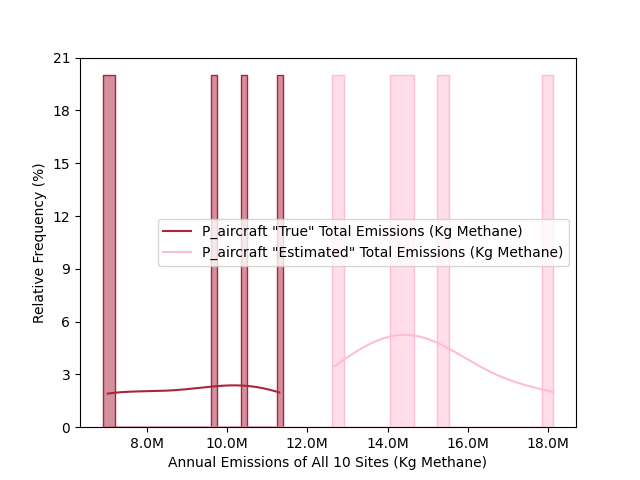 21
18
15
12
9
6
3
0
Relative Frequency (%)
P_aircraft "True" Total Emissions (Kg Methane)
P_aircraft "Estimated" Total Emissions (Kg Methane)
8.0M 10.0M 12.0M 14.0M 16.0M 18.0M
Annual Emissions of All 10 Sites (Kg Methane)